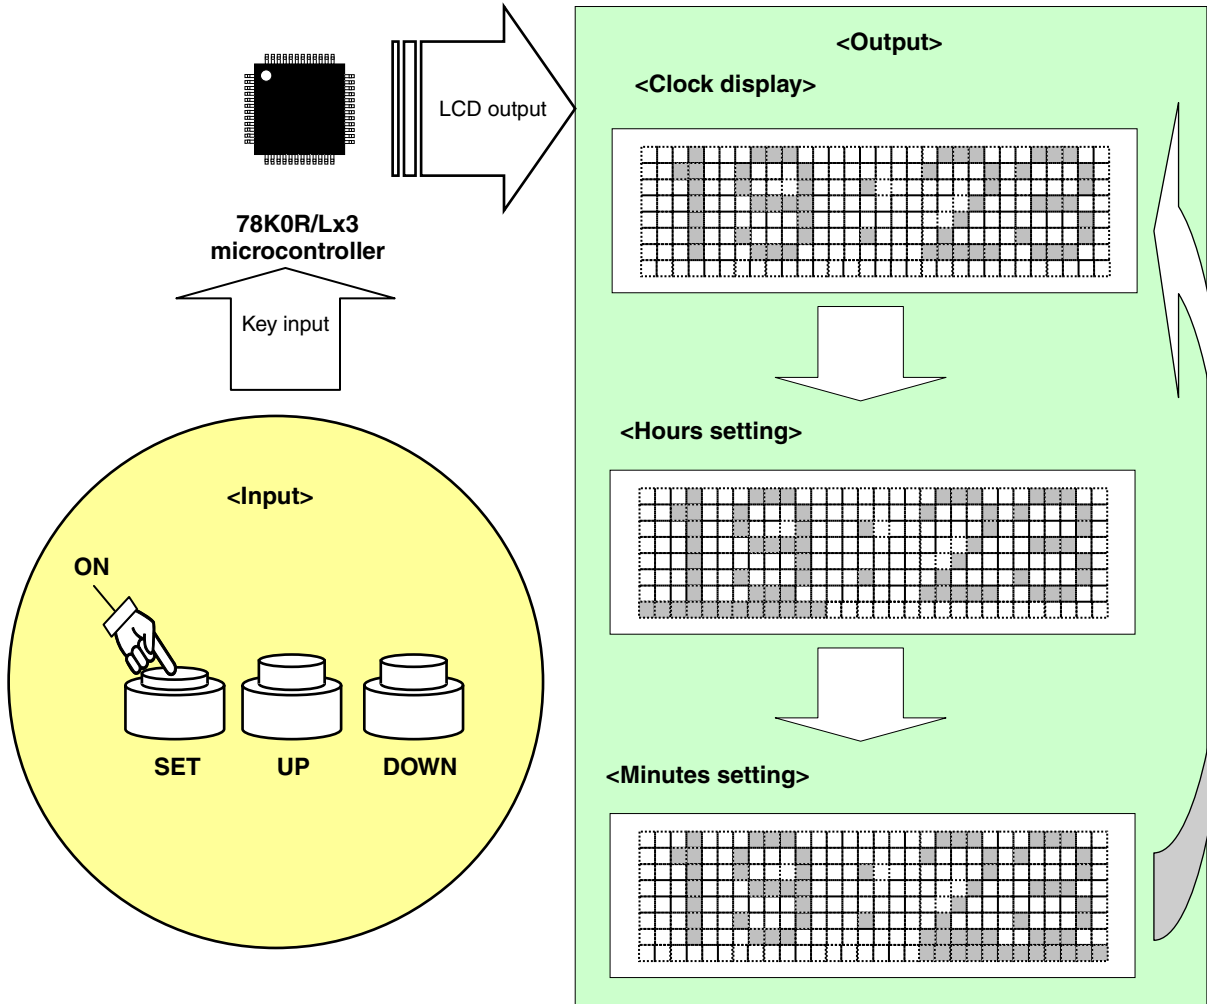 <Output>
<Clock display>
LCD output
78K0R/Lx3
microcontroller
Key input
<Hours setting>
<Input>
ON
SET UP DOWN
<Minutes setting>